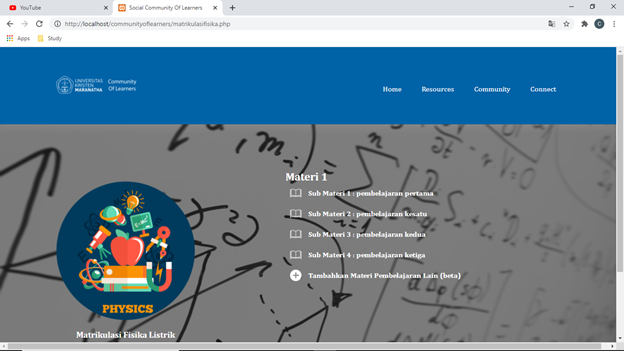 YouTube
Social Community Of Learners
http://localhost/communityoflearners/matrikulasifisika.php
C
Apps
Study
UNIVERSITAS
KRISTEN
MARANATHA
Community
Of Learners
Home
Resources
Community
Connect
Materi 1
Sub Materi 1 : pembelajaran pertama
Sub Materi 2 : pembelajaran kesatu
Sub Materi 3 : pembelajaran kedua
Sub Materi 4 : pembelajaran ketiga
Tambahkan Materi Pembelajaran Lain (beta)
PHYSICS
Matrikulasi Fisika Listrik